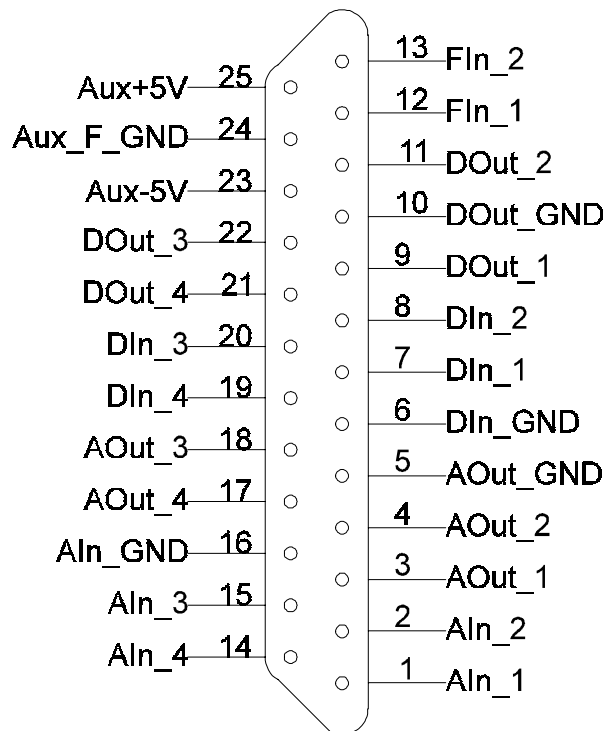 13 FIn_2
Aux+5V 25
12 FIn_1
Aux_F_GND 24
11 DOut_2
Aux-5V 23
10 DOut_GND
DOut_3 22
9 DOut_1
DOut_4 21
8 DIn_2
DIn_3 20
7 DIn_1
DIn_4 19
6 DIn_GND
AOut_3 18
5 AOut_GND
AOut_4 17
4 AOut_2
AIn_GND 16
3 AOut_1
AIn_3 15
2 AIn_2
AIn_4 14
1 AIn_1